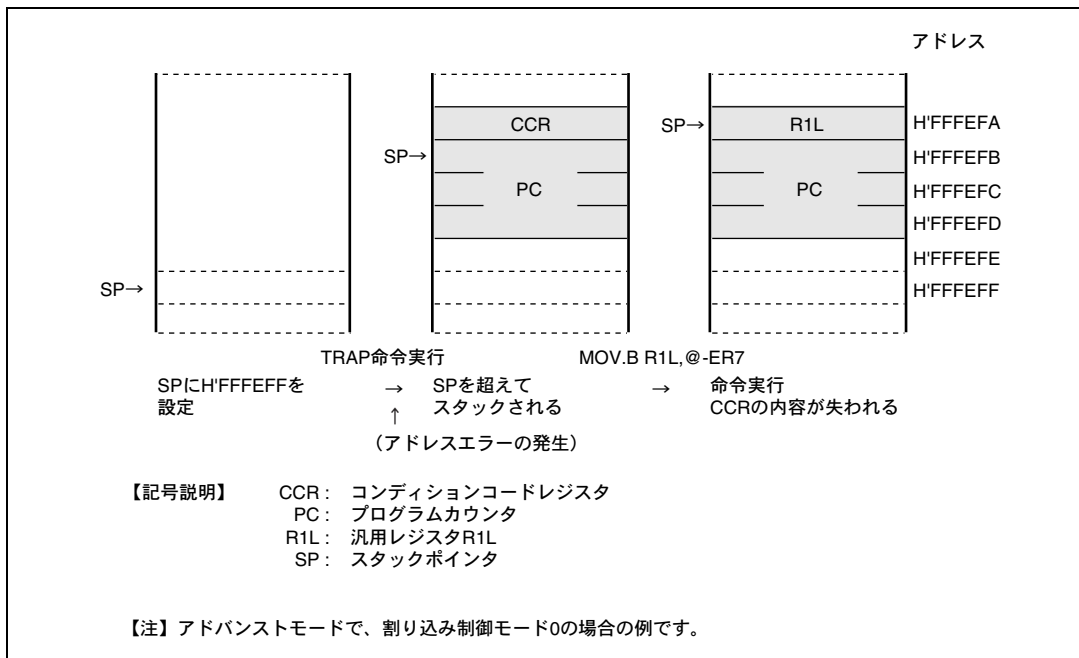 アドレス
CCR
SP→
R1L
H'FFFEFA
SP→
H'FFFEFB
PC
PC
H'FFFEFC
H'FFFEFD
H'FFFEFE
SP→
H'FFFEFF
TRAP命令実行
MOV.B R1L,@-ER7
SPにH'FFFEFFを
設定
→
SPを超えて
スタックされる
→
命令実行
CCRの内容が失われる
↑
(アドレスエラーの発生)
【記号説明】 CCR : コンディションコードレジスタ
PC : プログラムカウンタ
R1L : 汎用レジスタR1L
SP : スタックポインタ
【注】アドバンストモードで、割り込み制御モード0の場合の例です。